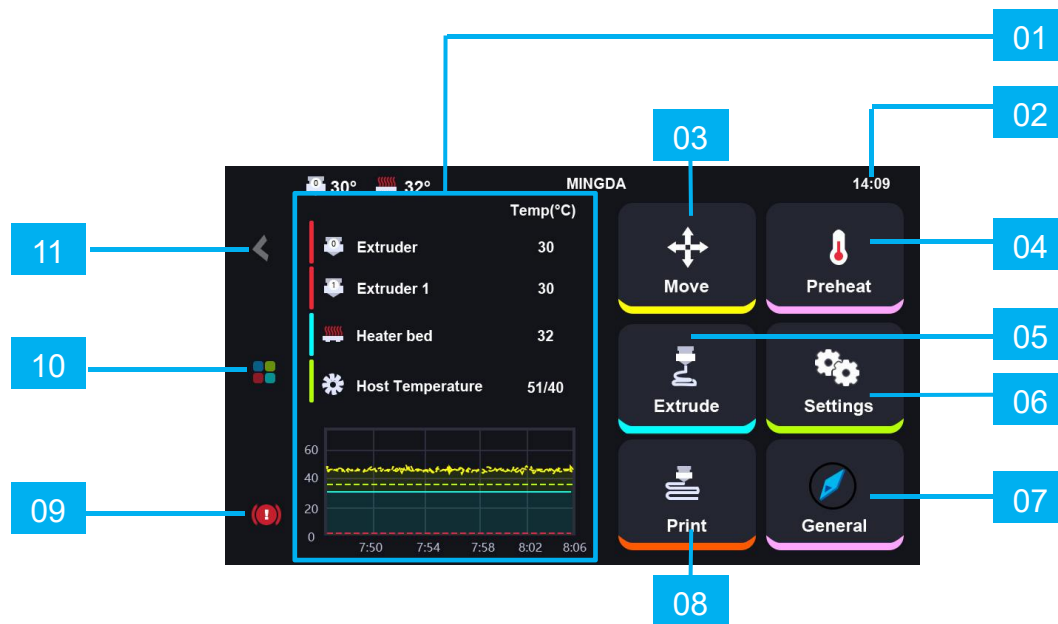 01
02
03
30° 32° MINGDA 14:09
Temp(°C)
11
0 Extruder 30
1 Extruder 1 30
Heater bed 32
Host Temperature 51/40
Move
Preheat
04
10
Extrude
Settings
05
06
60
40
20
0
7:50 7:54 7:58 8:02 8:06
09
Print
General
07
08